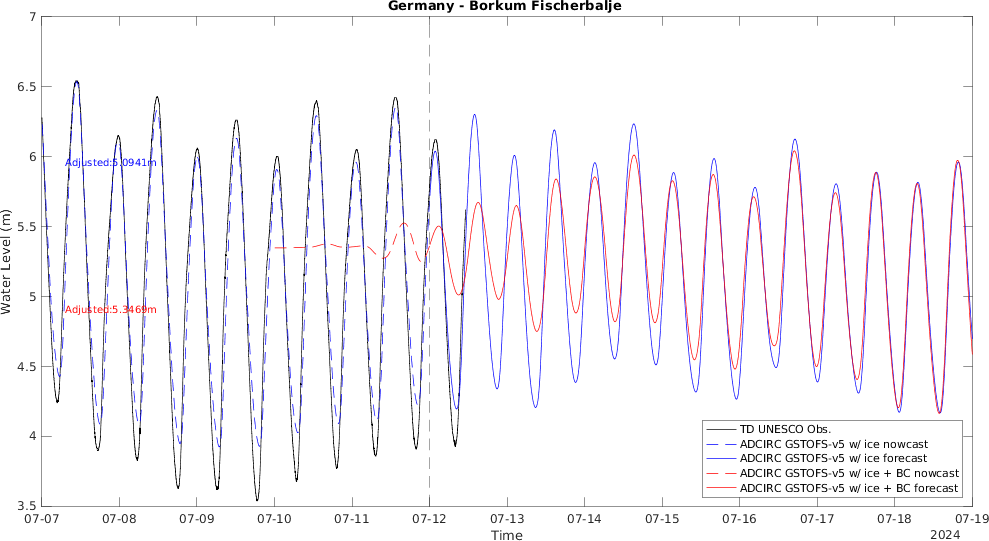 Germany - Borkum Fischerbalje
7
6.5
6
5.5
5
4.5
4
3.5
Water Level (m)
Adjusted:5.0941m
Adjusted:5.3469m
TD UNESCO Obs.
ADCIRC GSTOFS-v5 w/ ice nowcast
ADCIRC GSTOFS-v5 w/ ice forecast
ADCIRC GSTOFS-v5 w/ ice + BC nowcast
ADCIRC GSTOFS-v5 w/ ice + BC forecast
07-07 07-08 07-09 07-10 07-11 07-12 07-13 07-14 07-15 07-16 07-17 07-18 07-19
Time
2024